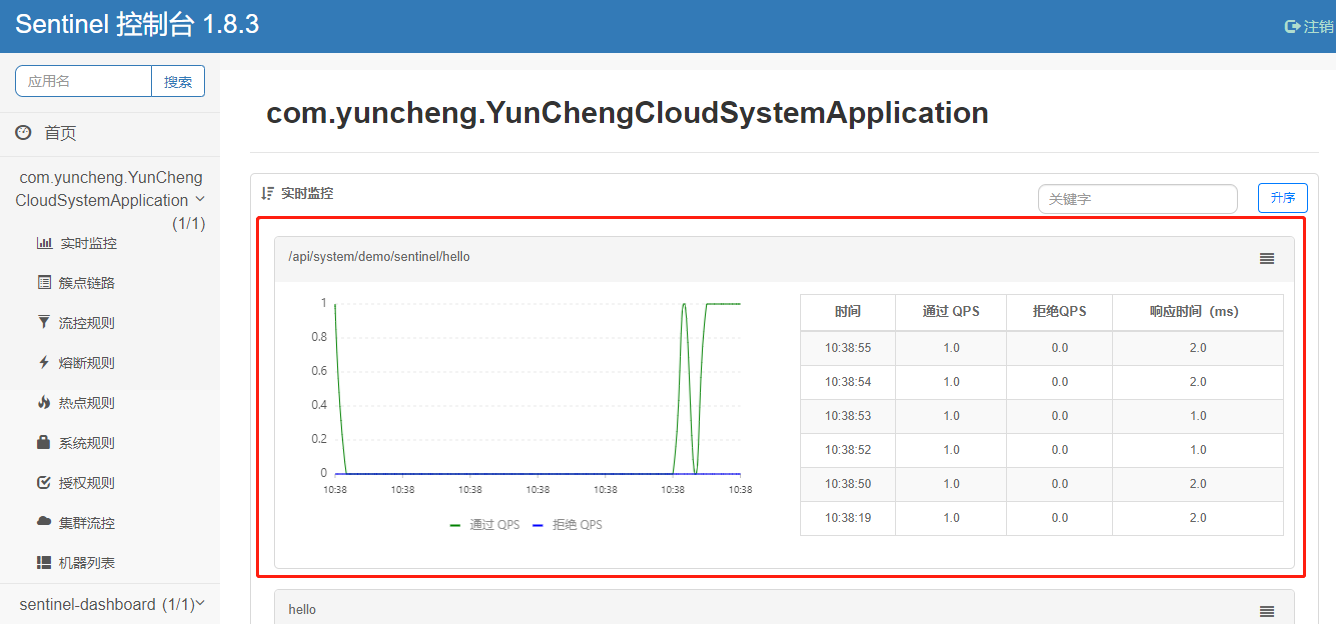 Sentinel 控制台 1.8.3
注销
应用名
搜索
首页
com.yuncheng.YunCheng
CloudSystemApplication
(1/1)
实时监控
簇点链路
流控规则
熔断规则
热点规则
系统规则
授权规则
集群流控
机器列表
sentinel-dashboard (1/1)
com.yuncheng.YunChengCloudSystemApplication
实时监控
关键字
升序
/api/system/demo/sentinel/hello
1
0.8
0.6
0.4
0.2
0
10:38 10:38 10:38 10:38 10:38 10:38 10:38
通过 QPS 拒绝 QPS
时间 通过 QPS 拒绝QPS 响应时间（ms）
10:38:55 1.0 0.0 2.0
10:38:54 1.0 0.0 2.0
10:38:53 1.0 0.0 1.0
10:38:52 1.0 0.0 1.0
10:38:50 1.0 0.0 2.0
10:38:19 1.0 0.0 2.0
hello